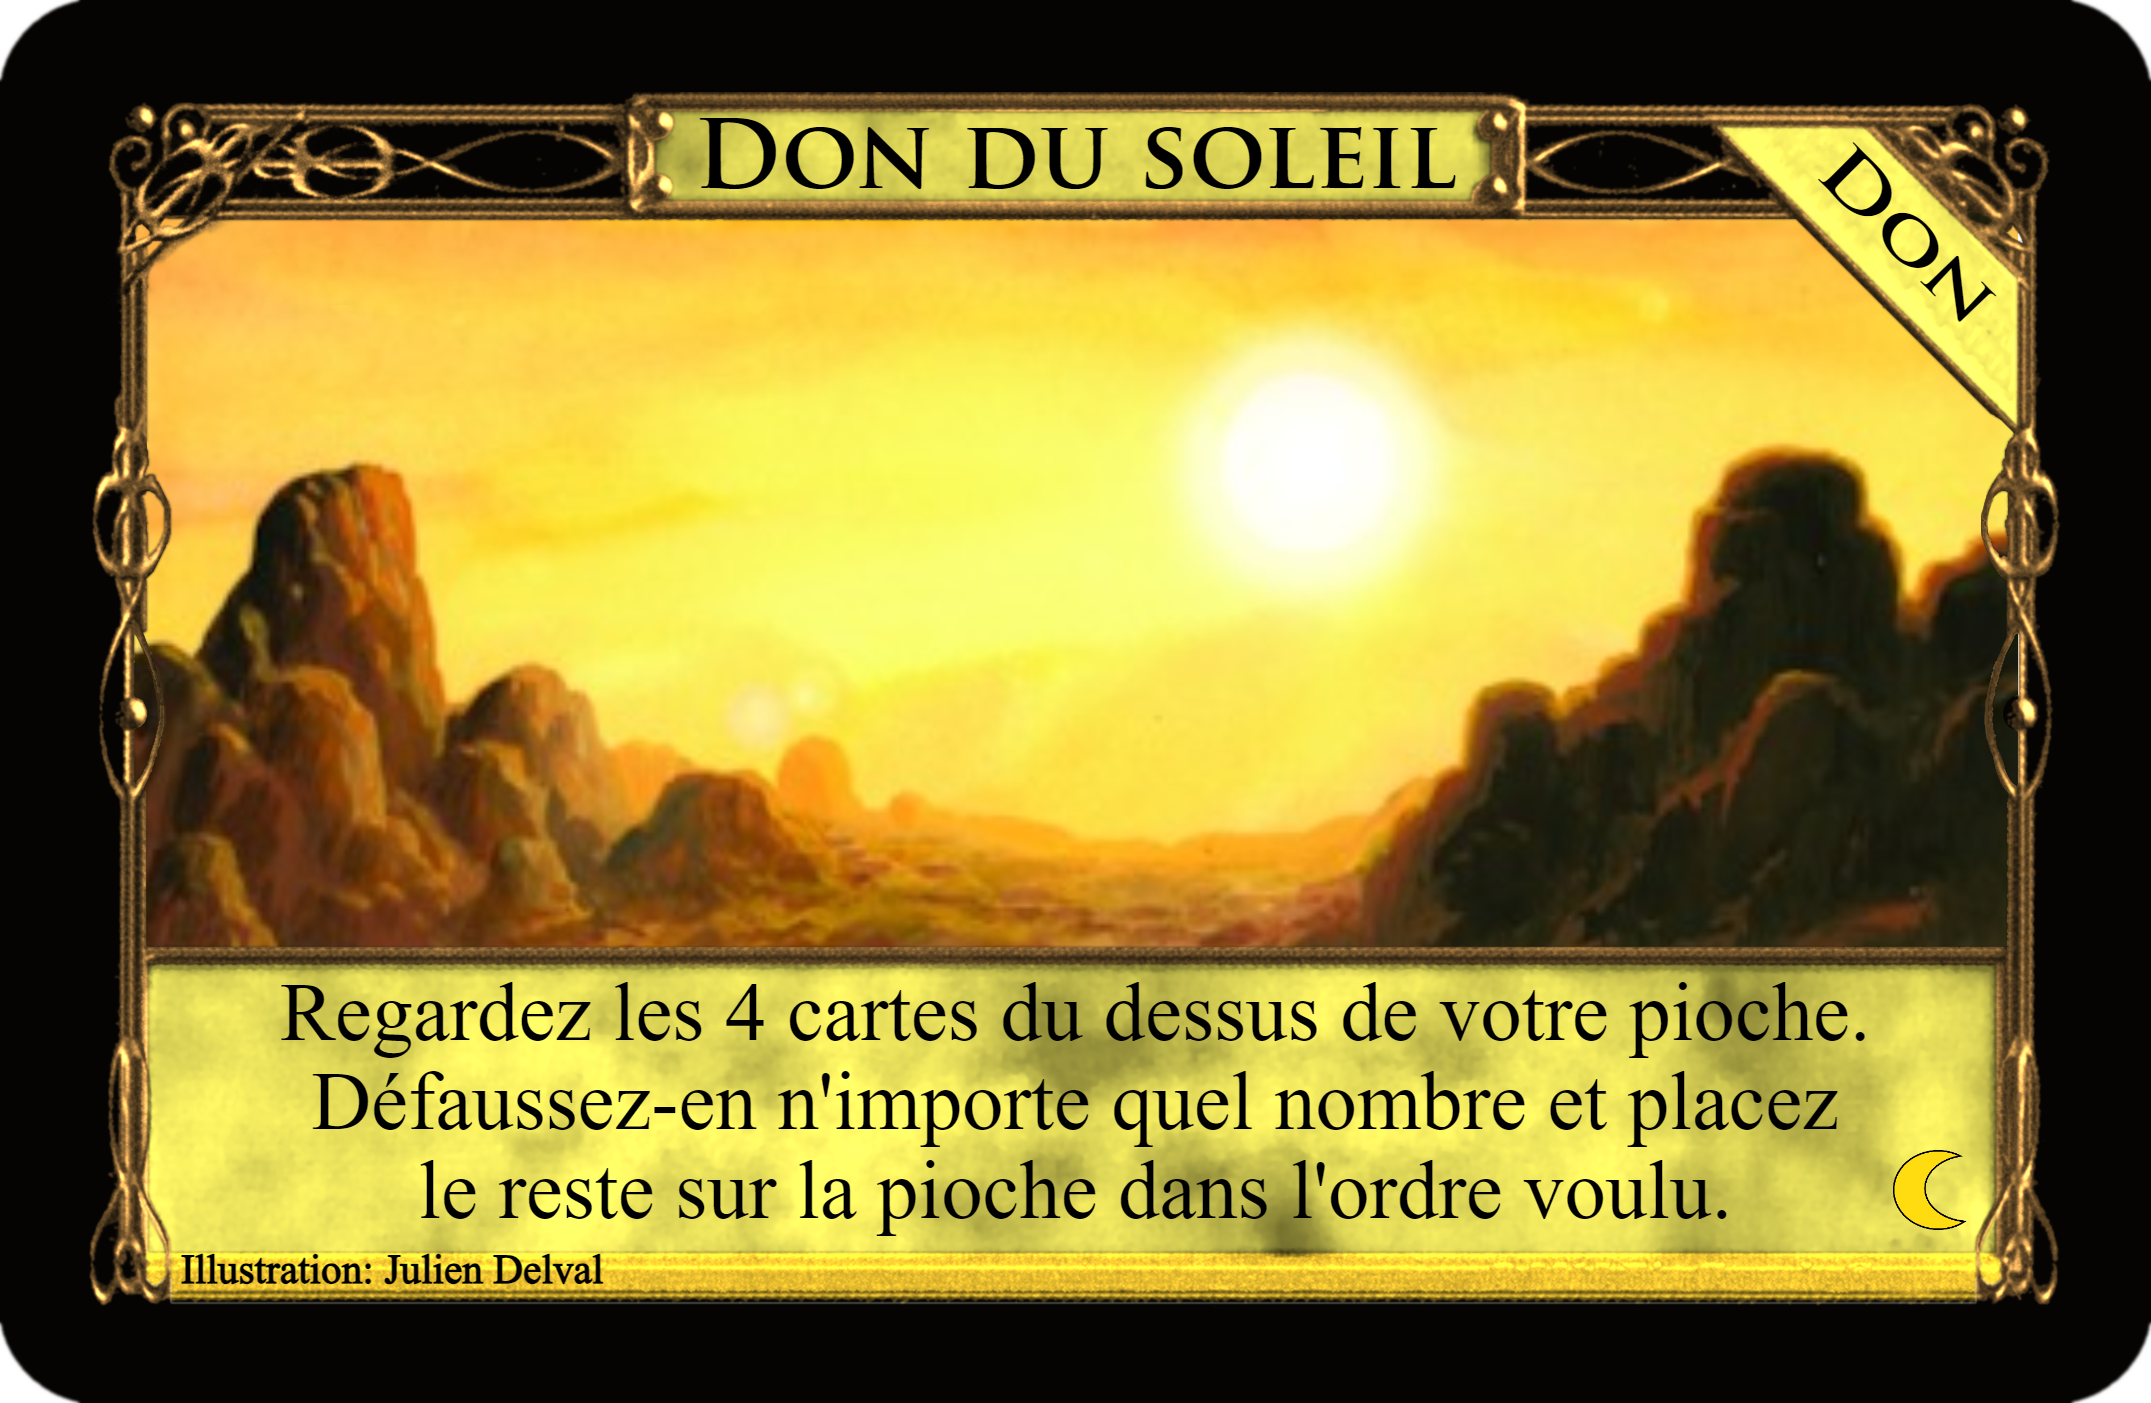 DON DU SOLEIL
DON
Regardez les 4 cartes du dessus de votre pioche.
Défaussez-en n'importe quel nombre et placez
le reste sur la pioche dans l'ordre voulu.
Illustration: Julien Delval